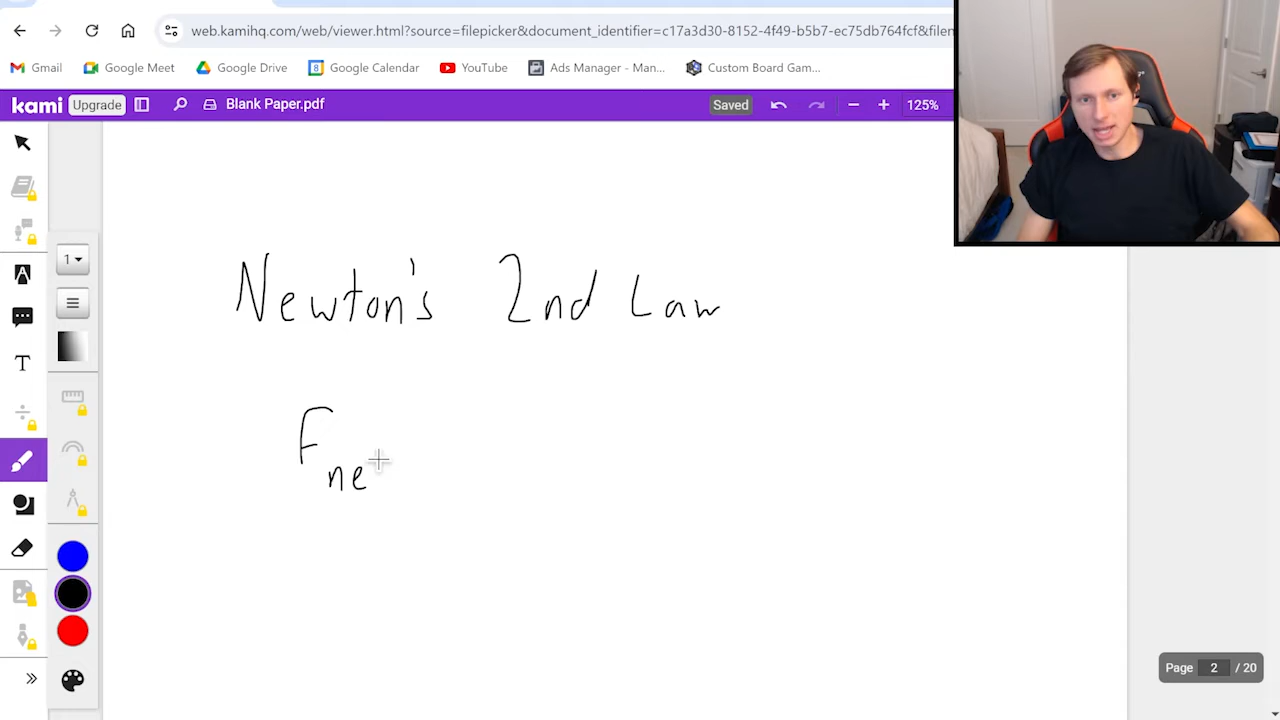 web.kamihq.com/web/viewer.html?source=filepicker&document_identifier=c17a3d30-8152-4f49-b5b7-ec75db764fcf&filen
Gmail Google Meet Google Drive Google Calendar YouTube Ads Manager - Man... Custom Board Gam...
kami Upgrade Blank Paper.pdf Saved 125%
1
Newton's 2nd Law
Fne
T
Page 2 / 20